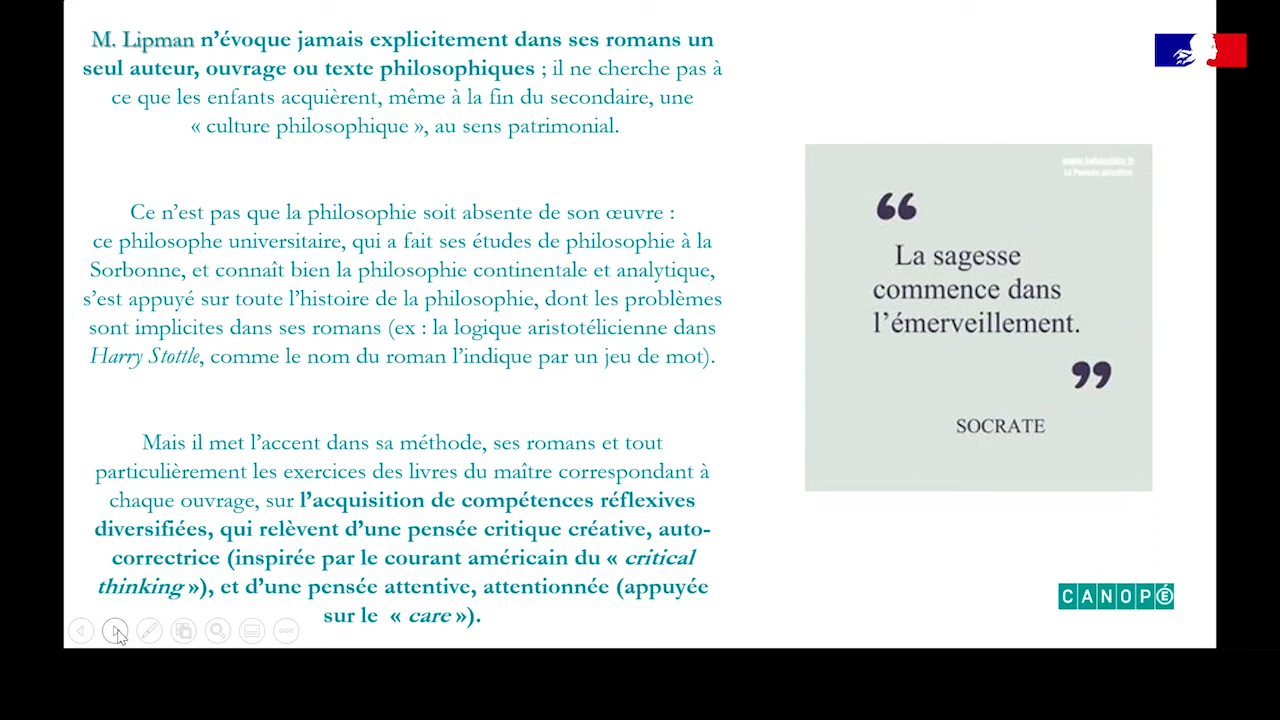 M. Lipman n’évoque jamais explicitement dans ses romans un
seul auteur, ouvrage ou texte philosophiques ; il ne cherche pas à
ce que les enfants acquièrent, même à la fin du secondaire, une
« culture philosophique », au sens patrimonial.
Ce n’est pas que la philosophie soit absente de son œuvre :
ce philosophe universitaire, qui a fait ses études de philosophie à la
Sorbonne, et connaît bien la philosophie continentale et analytique,
s’est appuyé sur toute l’histoire de la philosophie, dont les problèmes
sont implicites dans ses romans (ex : la logique aristotélicienne dans
Harry Stottle, comme le nom du roman l’indique par un jeu de mot).
Mais il met l’accent dans sa méthode, ses romans et tout
particulièrement les exercices des livres du maître correspondant à
chaque ouvrage, sur l’acquisition de compétences réflexives
diversifiées, qui relèvent d’une pensée critique créative, auto-
correctrice (inspirée par le courant américain du « critical
thinking »), et d’une pensée attentive, attentionnée (appuyée
sur le « care »).
“
La sagesse
commence dans
l’émerveillement.
”
SOCRATE
CANOPÉ